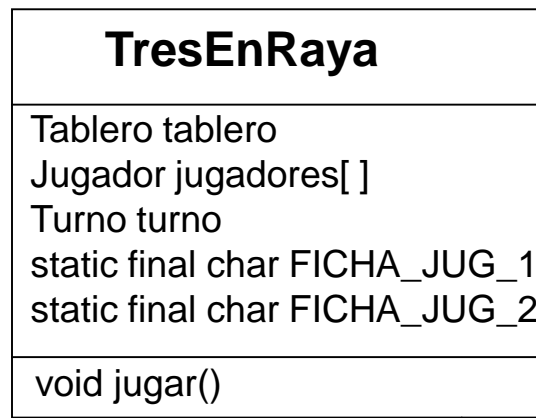 TresEnRaya
Tablero tablero
Jugador jugadores[ ]
Turno turno
static final char FICHA_JUG_1
static final char FICHA_JUG_2
void jugar()